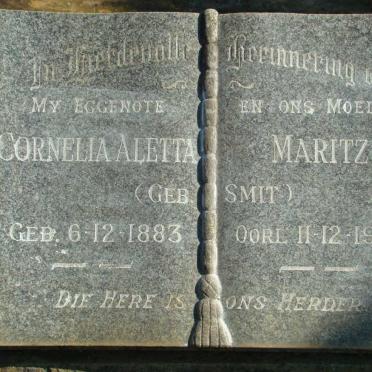 In Liefdevolle Herinnering
MY EGGENOTE EN ONS
CORNELIA ALETTA MARITZ
(GEB. SMIT)
GEB. 6-12-1883 OORL 11-12-
DIE HERE IS ONS HERDER